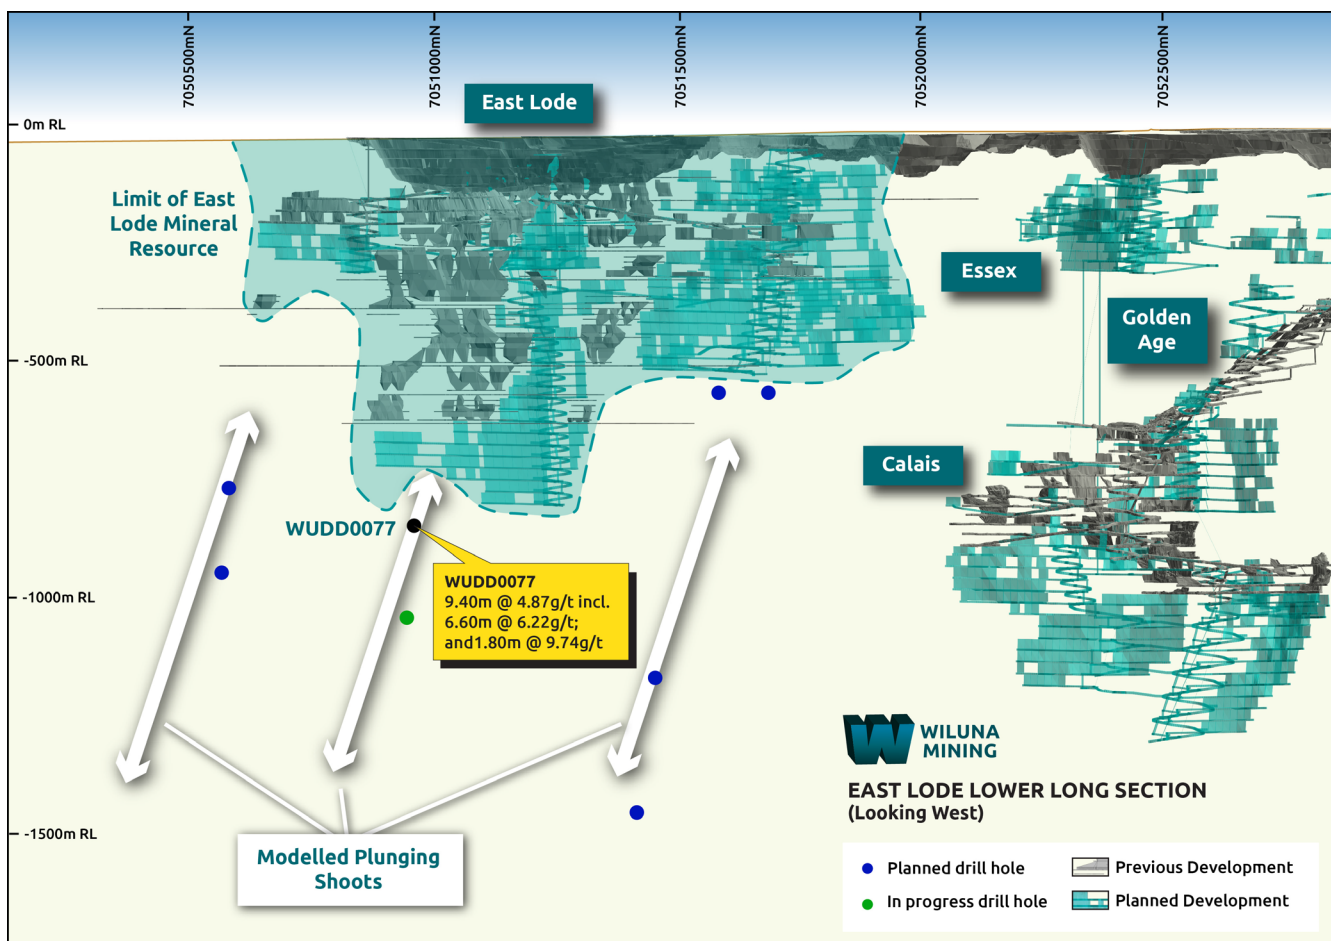 7050500mN
7051000mN
7051500mN
7052000mN
7052500mN
East Lode
0m RL
Limit of East
Lode Mineral
Resource
Essex
Golden
Age
-500m RL
Calais
WUDD0077
WUDD0077
9.40m @ 4.87g/t incl.
6.60m @ 6.22g/t;
and1.80m @ 9.74g/t
-1000m RL
WILUNA
MINING
EAST LODE LOWER LONG SECTION
(Looking West)
-1500m RL
Modelled Plunging
Shoots
Planned drill hole
Previous Development
In progress drill hole
Planned Development